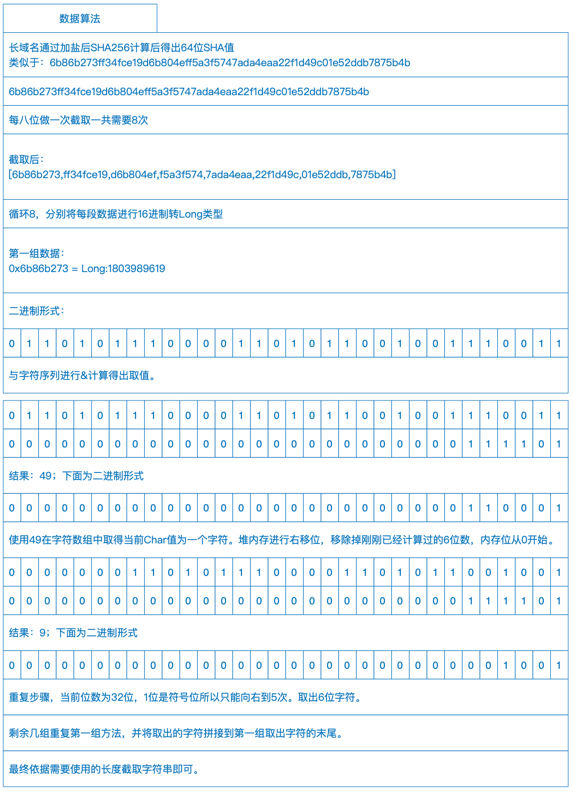 数据算法
长域名通过加盐后SHA256计算后得出64位SHA值
类似于：6b86b273ff34fce19d6b804eff5a3f5747ada4eaa22f1d49c01e52ddb7875b4b
6b86b273ff34fce19d6b804eff5a3f5747ada4eaa22f1d49c01e52ddb7875b4b
每八位做一次截取一共需要8次
截取后：
[6b86b273,ff34fce19,d6b804ef,f5a3f574,7ada4eaa,22f1d49c,01e52ddb,7875b4b]
循环8，分别将每段数据进行16进制转Long类型
第一组数据：
0x6b86b273 = Long:1803989619
二进制形式：
0 1 1 0 1 0 1 1 1 0 0 0 0 1 1 0 1 0 1 1 0 0 1 0 0 1 1 1 0 0 1 1
与字符序列进行&计算得出取值。
0 1 1 0 1 0 1 1 1 0 0 0 0 1 1 0 1 0 1 1 0 0 1 0 0 1 1 1 0 0 1 1
0 0 0 0 0 0 0 0 0 0 0 0 0 0 0 0 0 0 0 0 0 0 0 0 0 0 1 1 1 1 0 1
结果：49；下面为二进制形式
0 0 0 0 0 0 0 0 0 0 0 0 0 0 0 0 0 0 0 0 0 0 0 0 0 0 1 1 0 0 0 1
使用49在字符数组中取得当前Char值为一个字符。堆内存进行右移位，移除掉刚刚已经计算过的6位数，内存位从0开始。
0 0 0 0 0 0 0 1 1 0 1 0 1 1 1 0 0 0 0 1 1 0 1 0 1 1 0 0 1 0 0 1
0 0 0 0 0 0 0 0 0 0 0 0 0 0 0 0 0 0 0 0 0 0 0 0 0 0 1 1 1 1 0 1
结果：9；下面为二进制形式
0 0 0 0 0 0 0 0 0 0 0 0 0 0 0 0 0 0 0 0 0 0 0 0 0 0 0 0 1 0 0 1
重复步骤，当前位数为32位，1位是符号位所以只能向右到5次。取出6位字符。
剩余几组重复第一组方法，并将取出的字符拼接到第一组取出字符的末尾。
最终依据需要使用的长度截取字符串即可。